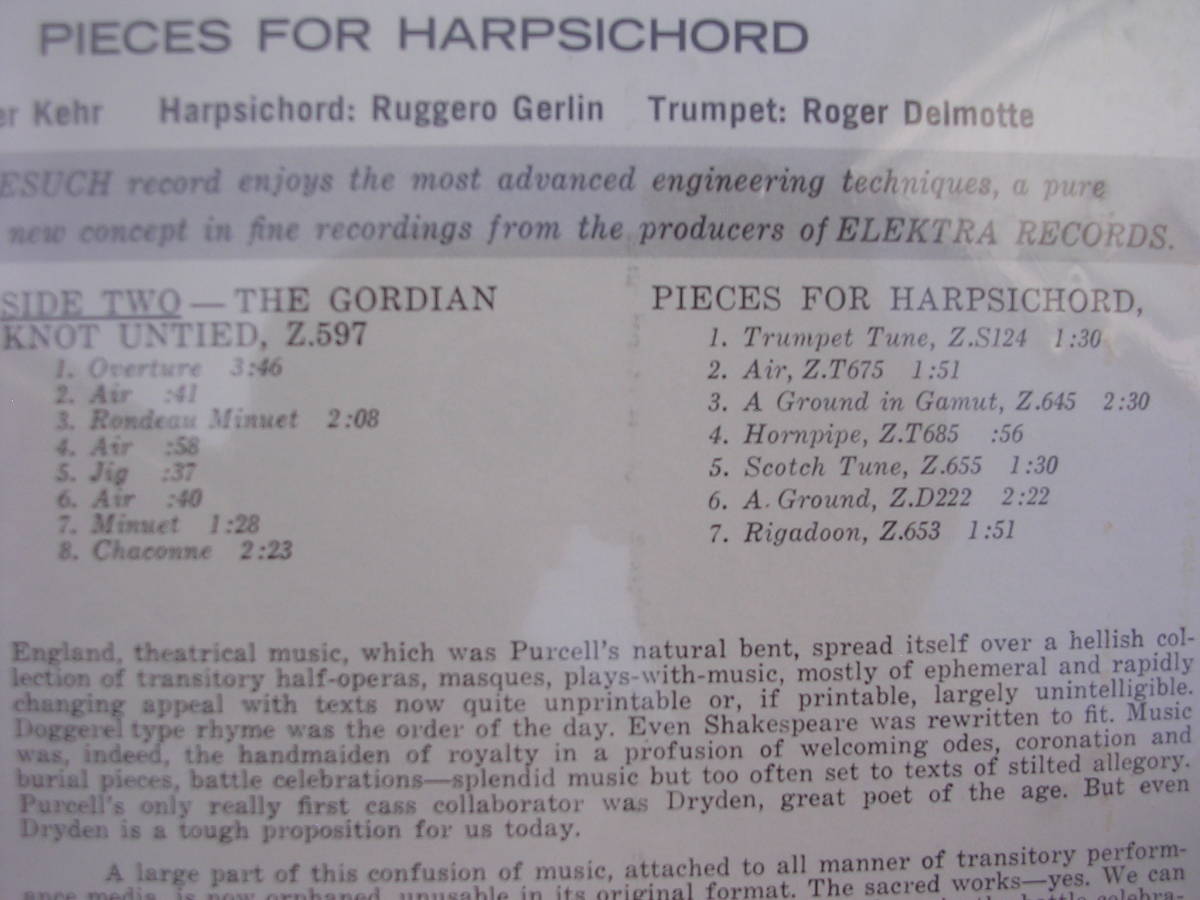 PIECES FOR HARPSICHORD
er Kehr Harpsichord: Ruggero Gerlin Trumpet: Roger Delmotte
ESUCH record enjoys the most advanced engineering techniques, a pure
new concept in fine recordings from the producers of ELEKTRA RECORDS.
SIDE TWO — THE GORDIAN
KNOT UNTIED, Z.597
1. Overture 3:46
2. Air :41
3. Rondeau Minuet 2:08
4. Air :58
5. Jig :37
6. Air :40
7. Minuet 1:28
8. Chaconne 2:23
PIECES FOR HARPSICHORD,
1. Trumpet Tune, Z.S124 1:30
2. Air, Z.T675 1:51
3. A Ground in Gamut, Z.645 2:30
4. Hornpipe, Z.T685 :56
5. Scotch Tune, Z.655 1:30
6. A. Ground, Z.D222 2:22
7. Rigadoon, Z.653 1:51
England, theatrical music, which was Purcell's natural bent, spread itself over a hellish col-
lection of transitory half-operas, masques, plays-with-music, mostly of ephemeral and rapidly
changing appeal with texts now quite unprintable or, if printable, largely unintelligible.
Doggerel type rhyme was the order of the day. Even Shakespeare was rewritten to fit. Music
was, indeed, the handmaiden of royalty in a profusion of welcoming odes, coronation and
burial pieces, battle celebrations—splendid music but too often set to texts of stilted allegory.
Purcell's only really first cass collaborator was Dryden, great poet of the age. But even
Dryden is a tough proposition for us today.
A large part of this confusion of music, attached to all manner of transitory perform-
ance media, is now orphaned, unusable in its original format. The sacred works—yes. We can
the battle celebra-